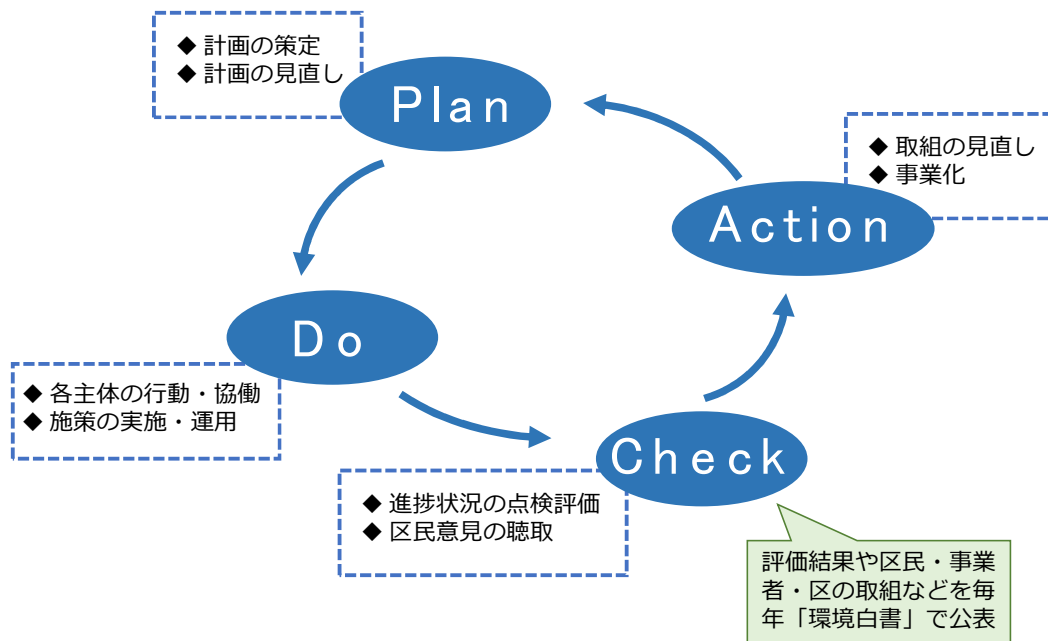 ◆ 計画の策定
◆ 計画の見直し
Plan
◆ 取組の見直し
◆ 事業化
Action
Do
◆ 各主体の行動・協働
◆ 施策の実施・運用
Check
◆ 進捗状況の点検評価
◆ 区民意見の聴取
評価結果や区民・事業
者・区の取組などを毎
年「環境白書」で公表